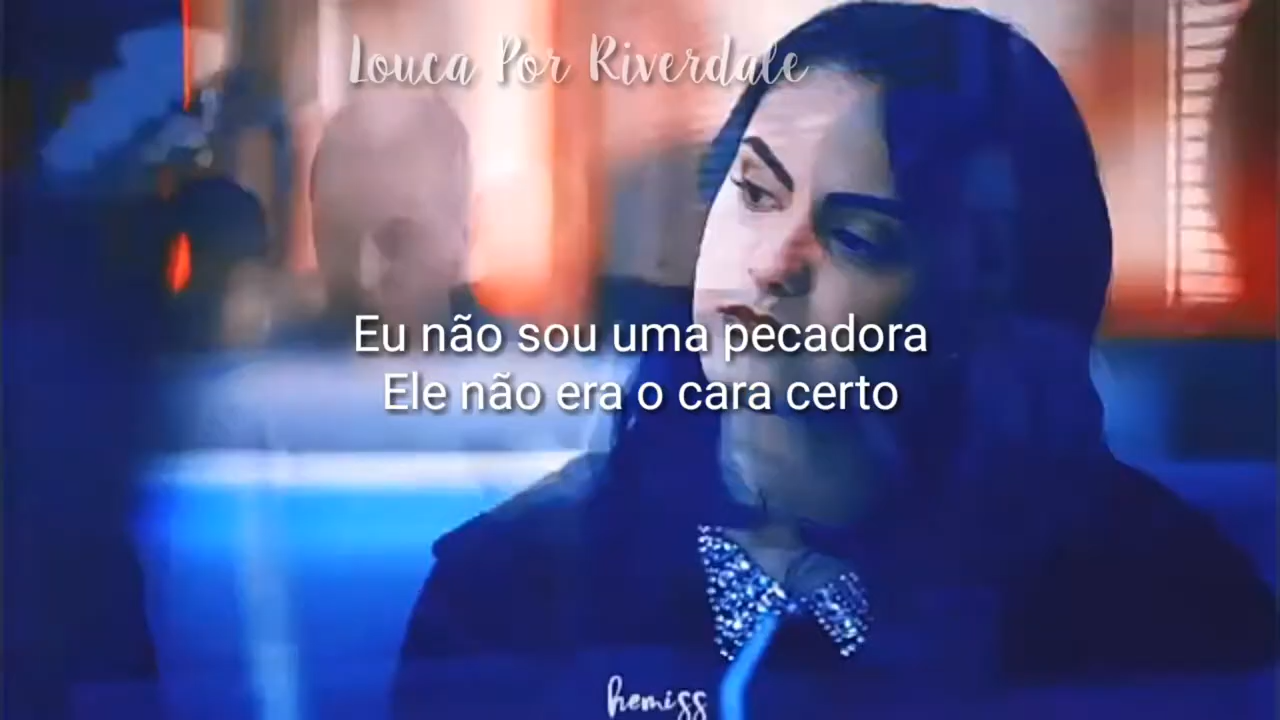 Louca Por Riverdale
Eu não sou uma pecadora
Ele não era o cara certo
hemiss